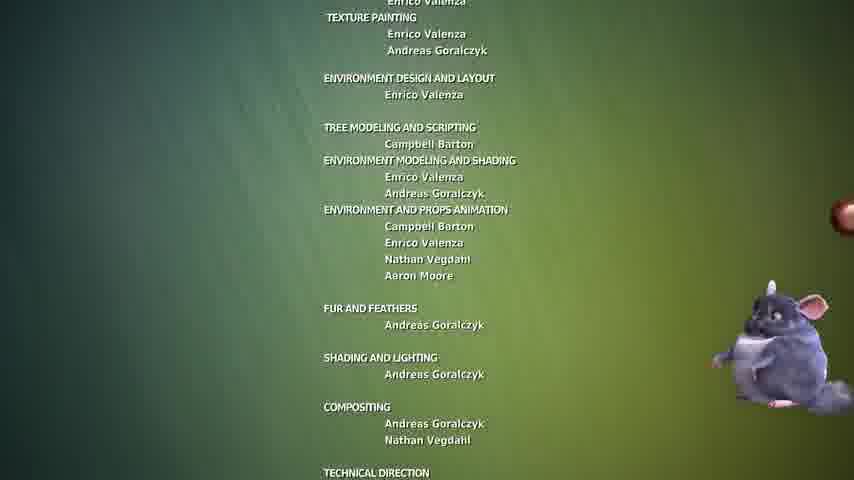 Enrico Valenza
TEXTURE PAINTING
Enrico Valenza
Andreas Goralczyk
ENVIRONMENT DESIGN AND LAYOUT
Enrico Valenza
TREE MODELING AND SCRIPTING
Campbell Barton
ENVIRONMENT MODELING AND SHADING
Enrico Valenza
Andreas Goralczyk
ENVIRONMENT AND PROPS ANIMATION
Campbell Barton
Enrico Valenza
Nathan Vegdahl
Aaron Moore
FUR AND FEATHERS
Andreas Goralczyk
SHADING AND LIGHTING
Andreas Goralczyk
COMPOSITING
Andreas Goralczyk
Nathan Vegdahl
TECHNICAL DIRECTION